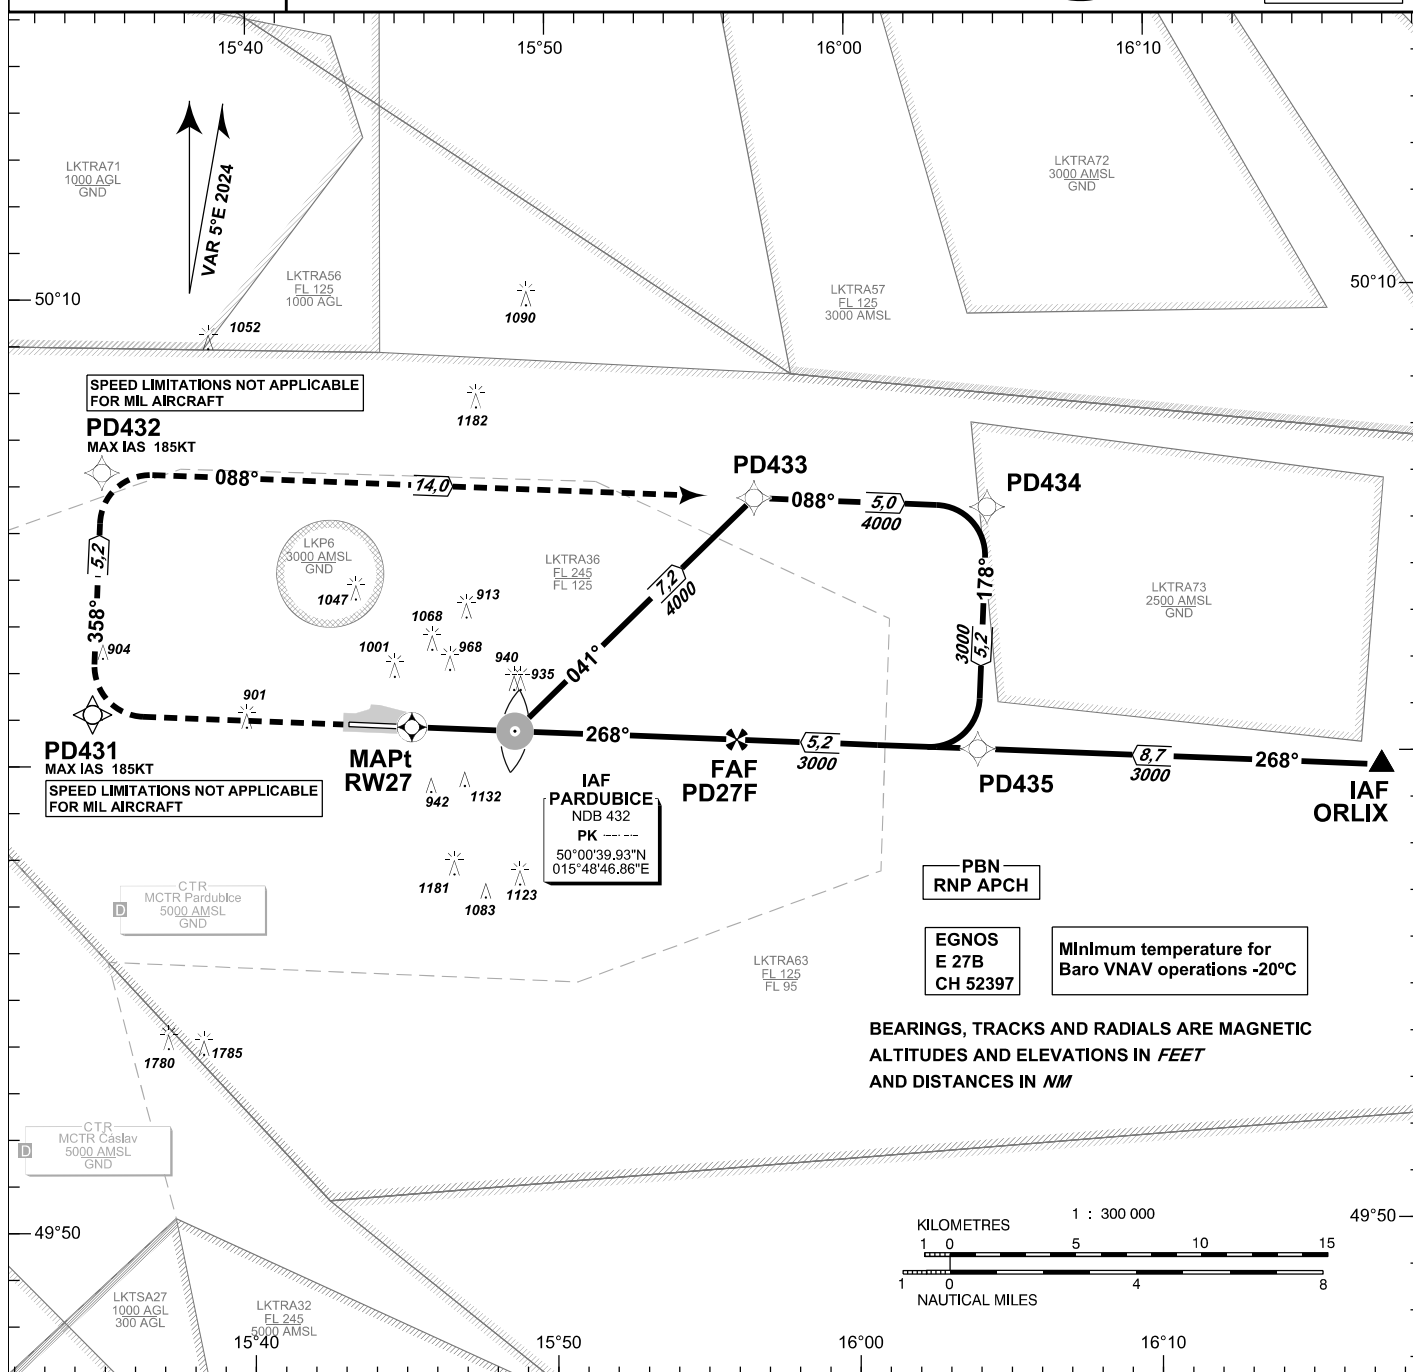 15°40
15°50
16°00
16°10
VAR 5°E 2024
LKTRA71
1000 AGL
GND
LKTRA72
3000 AMSL
GND
LKTRA56
FL 125
1000 AGL
LKTRA57
FL 125
3000 AMSL
50°10
50°10
1052
1090
SPEED LIMITATIONS NOT APPLICABLE
FOR MIL AIRCRAFT
1182
PD432
MAX IAS 185KT
088°
14,0
PD433
088°
5,0
4000
PD434
5,2
358°
LKP6
3000 AMSL
GND
1047
LKTRA36
FL 245
FL 125
7,2
4000
041°
178°
3000
5,2
LKTRA73
2500 AMSL
GND
913
1068
968
1001
940
935
904
901
PD431
MAX IAS 185KT
SPEED LIMITATIONS NOT APPLICABLE
FOR MIL AIRCRAFT
MAPt
RW27
268°
FAF
PD27F
5,2
3000
PD435
8,7
3000
268°
IAF
ORLIX
942
1132
IAF
PARDUBICE
NDB 432
PK
50°00'39.93"N
015°48'46.86"E
1181
1083
1123
CTR
MCTR Pardubice
5000 AMSL
GND
D
PBN
RNP APCH
EGNOS
E 27B
CH 52397
Minimum temperature for
Baro VNAV operations -20ºC
LKTRA63
FL 125
FL 95
1780
1785
BEARINGS, TRACKS AND RADIALS ARE MAGNETIC
ALTITUDES AND ELEVATIONS IN FEET
AND DISTANCES IN NM
CTR
MCTR Čáslav
5000 AMSL
GND
D
49°50
49°50
1 : 300 000
KILOMETRES
1 0 5 10 15
1 0 4 8
NAUTICAL MILES
LKTSA27
1000 AGL
300 AGL
LKTRA32
FL 245
5000 AMSL
15°40
15°50
16°00
16°10